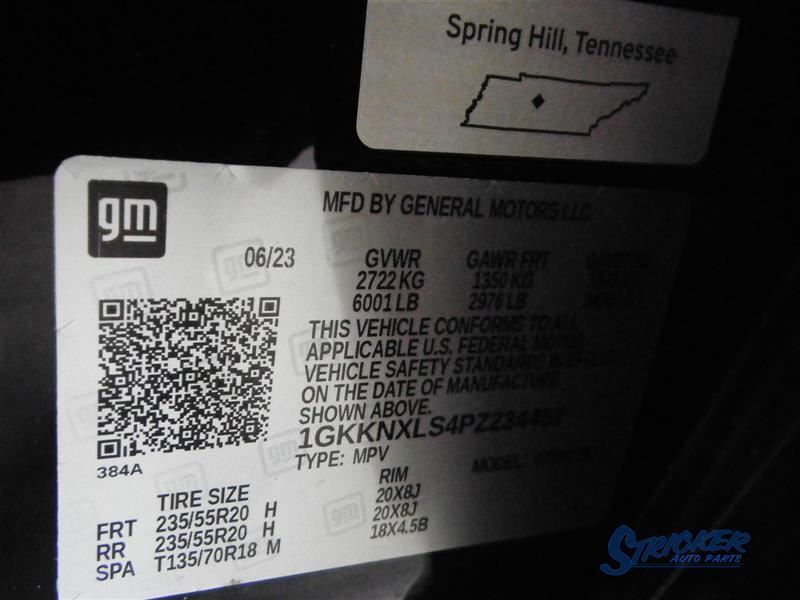 Spring Hill, Tennessee
gm
MFD BY GENERAL MOTORS LLC
06/23 GVWR GAWR FRT GAWR RR
2722 KG 1350 KG
6001 LB 2976 LB
THIS VEHICLE CONFORMS TO ALL
APPLICABLE U.S. FEDERAL MOTOR
VEHICLE SAFETY STANDARDS IN EFFECT
ON THE DATE OF MANUFACTURE
SHOWN ABOVE.
1GKKNXLS4PZ234457
TYPE: MPV MODEL:
384A
TIRE SIZE RIM
FRT 235/55R20 H 20X8J
RR 235/55R20 H 20X8J
SPA T135/70R18 M 18X4.5B
STRICKER
AUTO PARTS